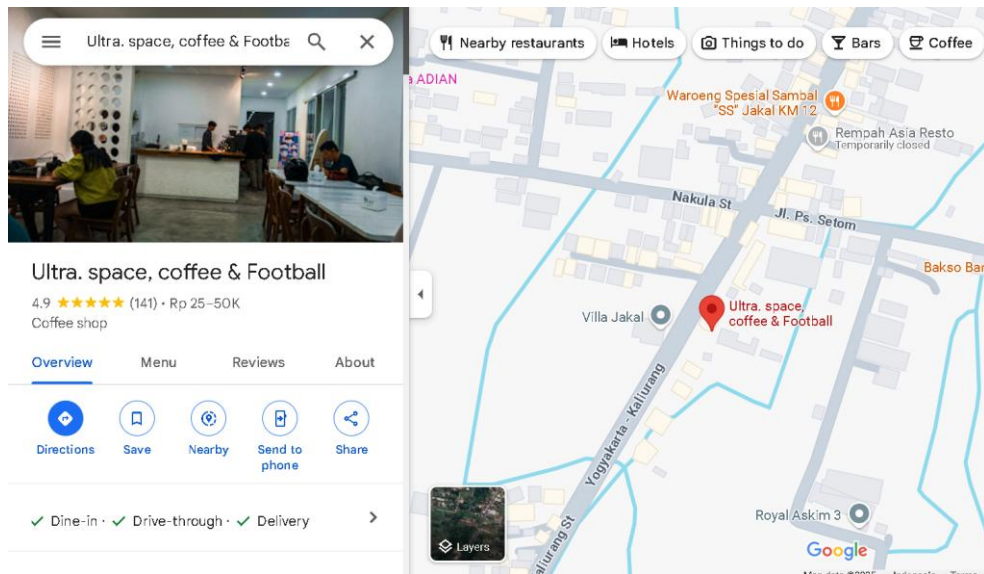 Ultra. space, coffee & Footba
Ultra. space, coffee & Football
4.9 ★★★★★ (141) · Rp 25–50K
Coffee shop
Overview Menu Reviews About
Directions Save Nearby Send to phone Share
✓ Dine-in · ✓ Drive-through · ✓ Delivery
Nearby restaurants Hotels Things to do Bars Coffee
ADIAN
Waroeng Spesial Sambal
"SS" Jakal KM 12
Rempah Asia Resto
Temporarily closed
Nakula St
Jl. Ps. Setom
Bakso Bar
Villa Jakal
Ultra. space,
coffee & Football
Yogyakarta - Kaliurang
aliurang St
Royal Askim 3
Layers
Google